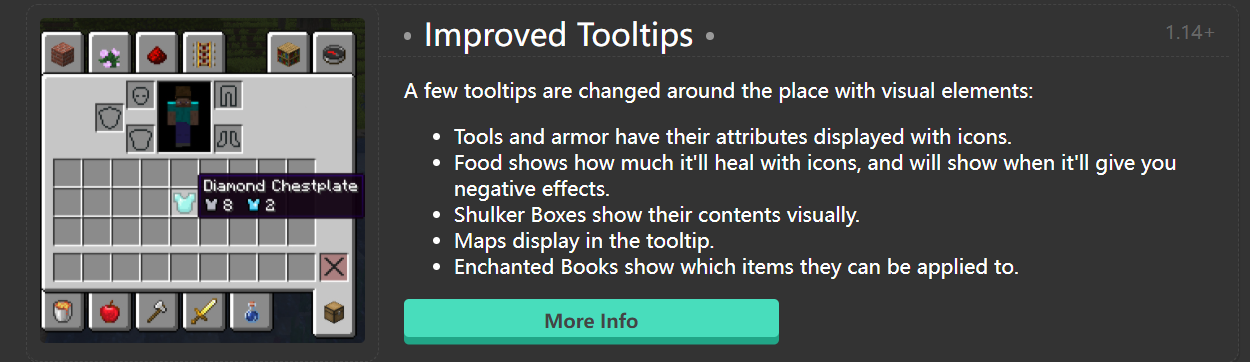 Improved Tooltips
1.14+
A few tooltips are changed around the place with visual elements:
• Tools and armor have their attributes displayed with icons.
• Food shows how much it'll heal with icons, and will show when it'll give you
negative effects.
• Shulker Boxes show their contents visually.
• Maps display in the tooltip.
• Enchanted Books show which items they can be applied to.
More Info
Diamond Chestplate
8 2